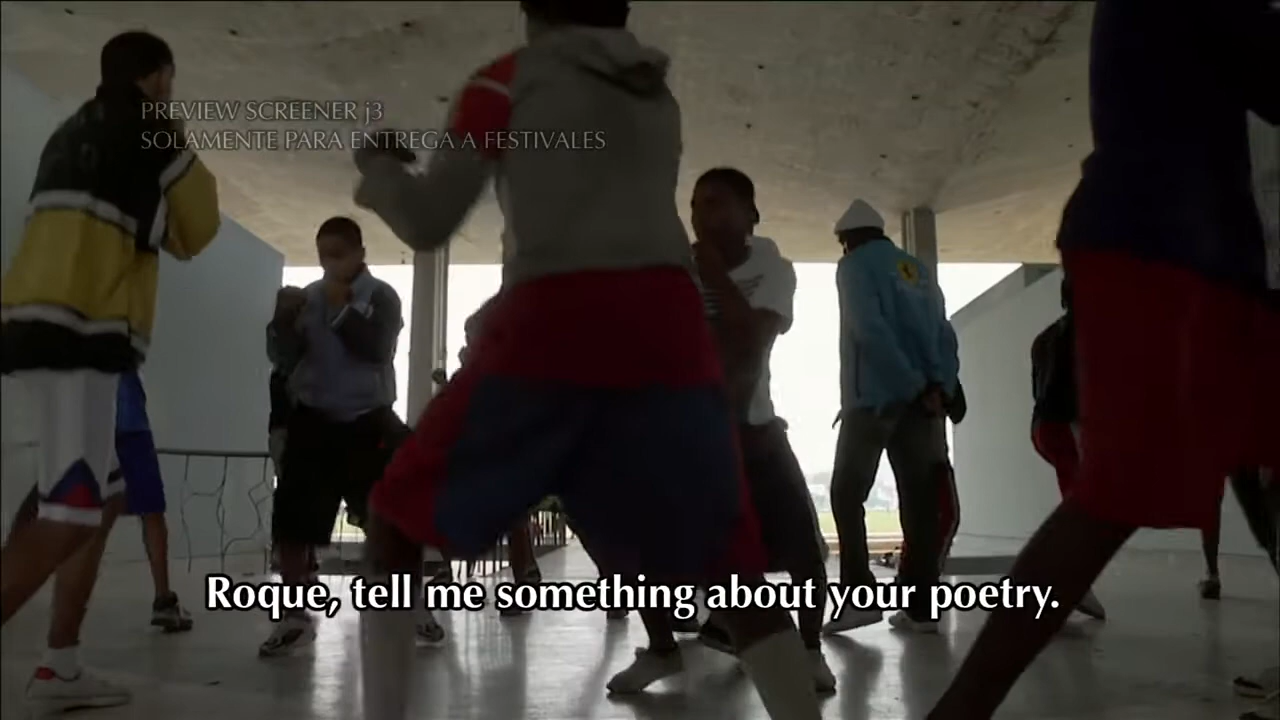 PREVIEW SCREENER j3
SOLAMENTE PARA ENTREGA A FESTIVALES
Roque, tell me something about your poetry.